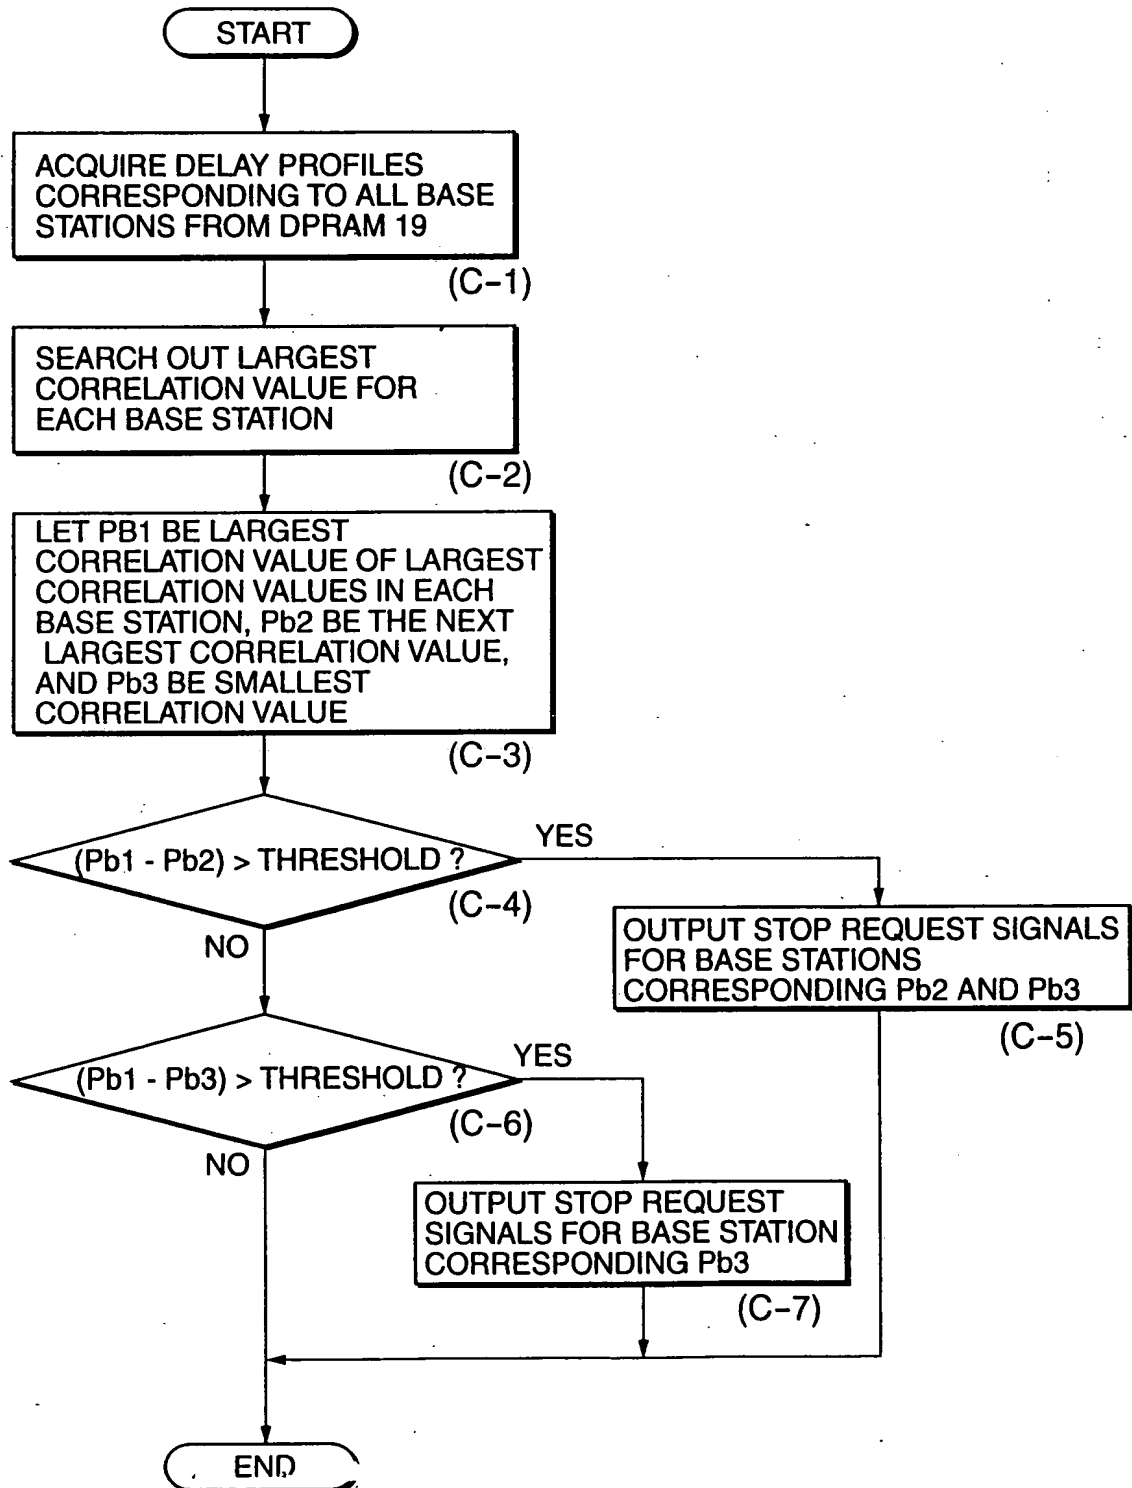 START
ACQUIRE DELAY PROFILES
CORRESPONDING TO ALL BASE
STATIONS FROM DPRAM 19
(C-1)
SEARCH OUT LARGEST
CORRELATION VALUE FOR
EACH BASE STATION
(C-2)
LET PB1 BE LARGEST
CORRELATION VALUE OF LARGEST
CORRELATION VALUES IN EACH
BASE STATION, Pb2 BE THE NEXT
LARGEST CORRELATION VALUE,
AND Pb3 BE SMALLEST
CORRELATION VALUE
(C-3)
(Pb1 - Pb2) > THRESHOLD ?
YES
(C-4)
NO
OUTPUT STOP REQUEST SIGNALS
FOR BASE STATIONS
CORRESPONDING Pb2 AND Pb3
(C-5)
(Pb1 - Pb3) > THRESHOLD ?
YES
(C-6)
NO
OUTPUT STOP REQUEST
SIGNALS FOR BASE STATION
CORRESPONDING Pb3
(C-7)
END